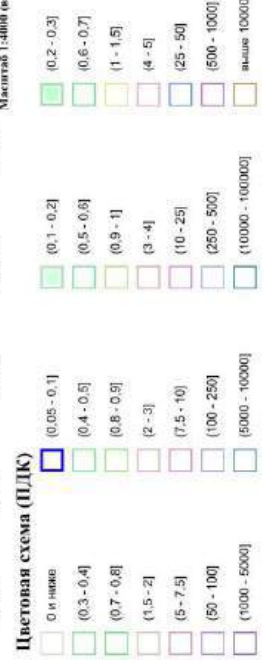 Масштаб 1:4000 (в
Цветовая схема (ПДК)
0 и ниже (0,05 - 0,1] (0,1 - 0,2] (0,2 - 0,3]
(0,3 - 0,4] (0,4 - 0,5] (0,5 - 0,6] (0,6 - 0,7]
(0,7 - 0,8] (0,8 - 0,9] (0,9 - 1] (1 - 1,5]
(1,5 - 2] (2 - 3] (3 - 4] (4 - 5]
(5 - 7,5] (7,5 - 10] (10 - 25] (25 - 50]
(50 - 100] (100 - 250] (250 - 500] (500 - 1000]
(1000 - 5000] (5000 - 10000] (10000 - 100000] выше 10000